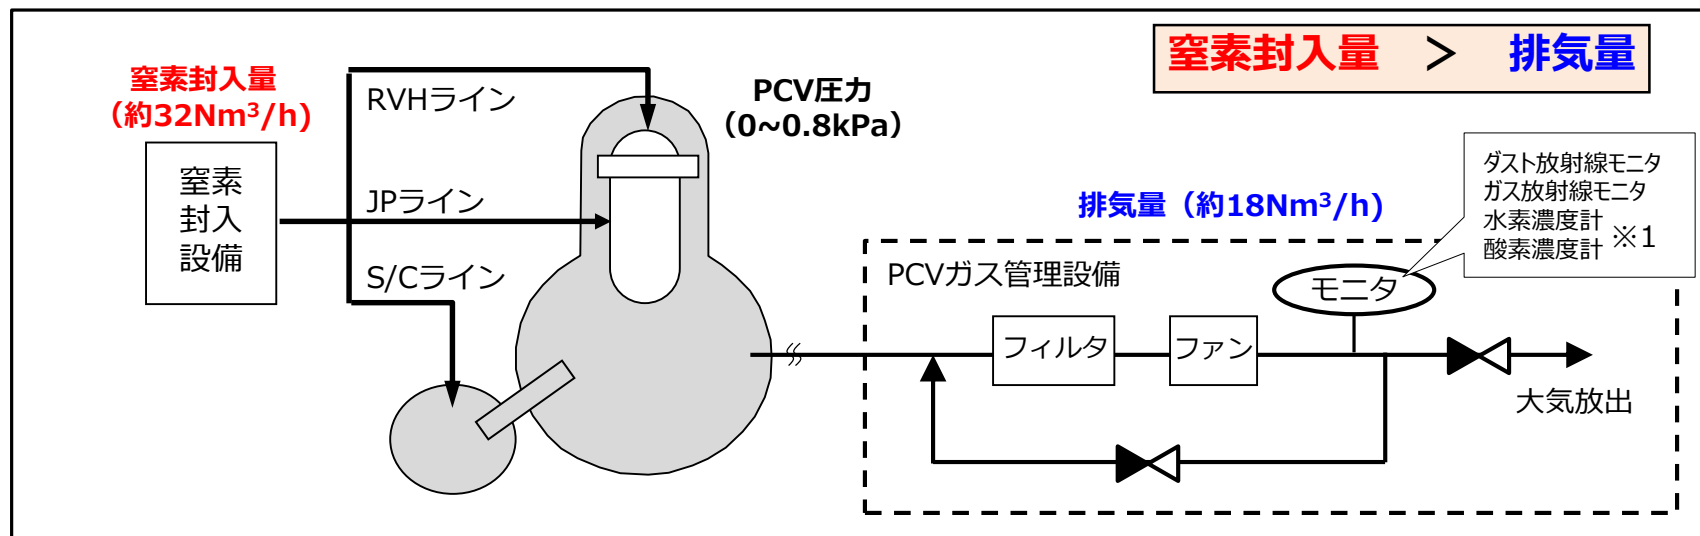 窒素封入量 ＞ 排気量
窒素封入量
（約32Nm³/h)
RVHライン
PCV圧力
（0~0.8kPa）
窒素
封入
設備
JPライン
S/Cライン
排気量（約18Nm³/h)
ダスト放射線モニタ
ガス放射線モニタ
水素濃度計
酸素濃度計
※1
PCVガス管理設備
モニタ
フィルタ
ファン
大気放出